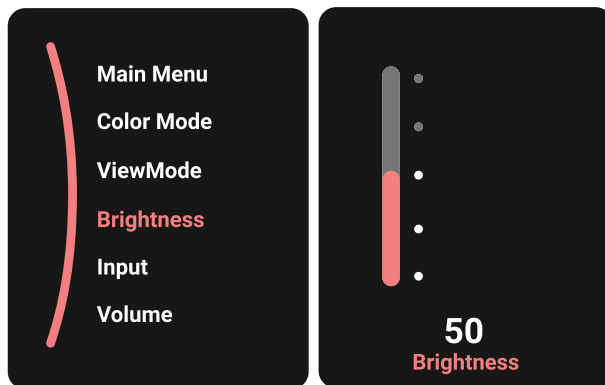 Main Menu
Color Mode
ViewMode
Brightness
Input
Volume
50
Brightness